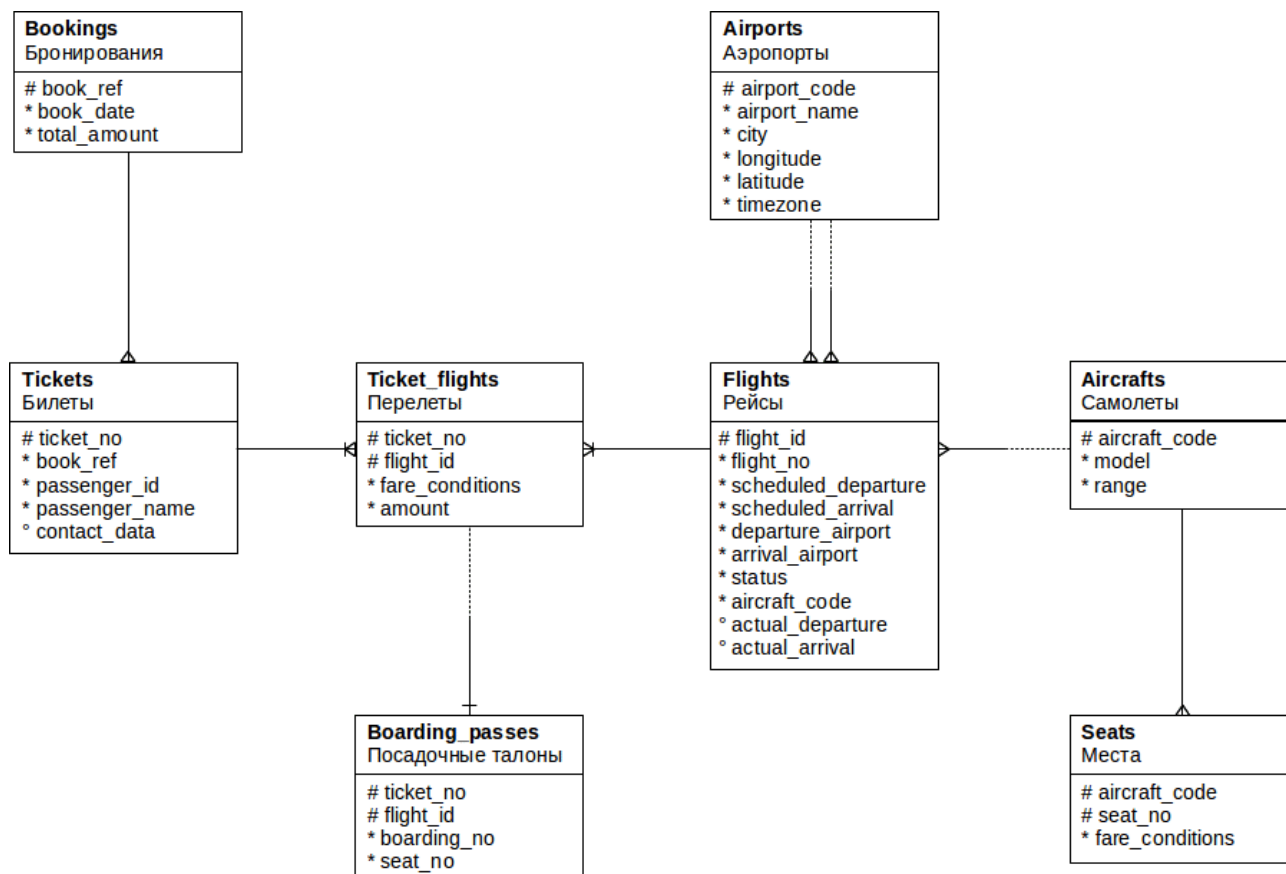 Bookings
Бронирования
# book_ref
* book_date
* total_amount
Airports
Аэропорты
# airport_code
* airport_name
* city
* longitude
* latitude
* timezone
Tickets
Билеты
# ticket_no
* book_ref
* passenger_id
* passenger_name
° contact_data
Ticket_flights
Перелеты
# ticket_no
# flight_id
* fare_conditions
* amount
Flights
Рейсы
# flight_id
* flight_no
* scheduled_departure
* scheduled_arrival
* departure_airport
* arrival_airport
* status
* aircraft_code
° actual_departure
° actual_arrival
Aircrafts
Самолеты
# aircraft_code
* model
* range
Boarding_passes
Посадочные талоны
# ticket_no
# flight_id
* boarding_no
* seat_no
Seats
Места
# aircraft_code
# seat_no
* fare_conditions